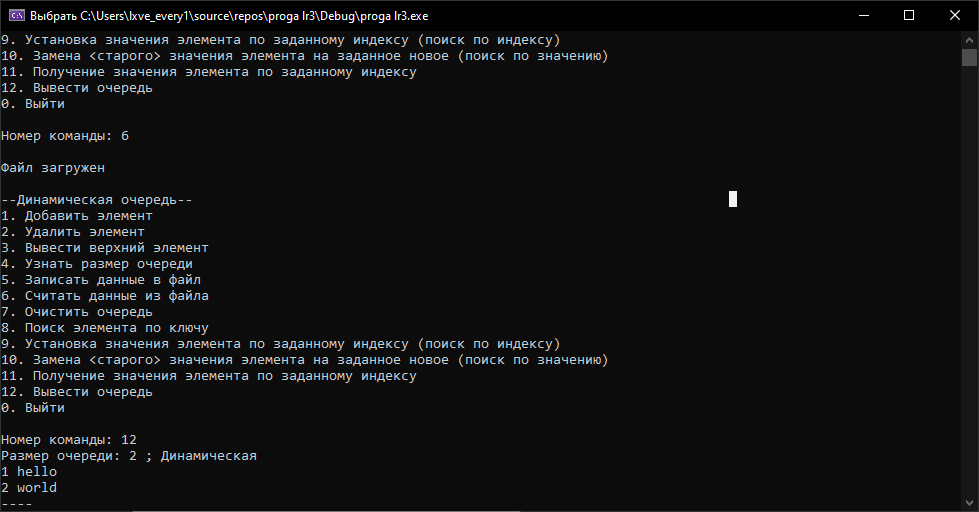 Выбрать C:\Users\lxve_every1\source\repos\proga lr3\Debug\proga lr3.exe
9. Установка значения элемента по заданному индексу (поиск по индексу)
10. Замена <старого> значения элемента на заданное новое (поиск по значению)
11. Получение значения элемента по заданному индексу
12. Вывести очередь
0. Выйти
Номер команды: 6
Файл загружен
--Динамическая очередь--
1. Добавить элемент
2. Удалить элемент
3. Вывести верхний элемент
4. Узнать размер очереди
5. Записать данные в файл
6. Считать данные из файла
7. Очистить очередь
8. Поиск элемента по ключу
9. Установка значения элемента по заданному индексу (поиск по индексу)
10. Замена <старого> значения элемента на заданное новое (поиск по значению)
11. Получение значения элемента по заданному индексу
12. Вывести очередь
0. Выйти
Номер команды: 12
Размер очереди: 2 ; Динамическая
1 hello
2 world
----